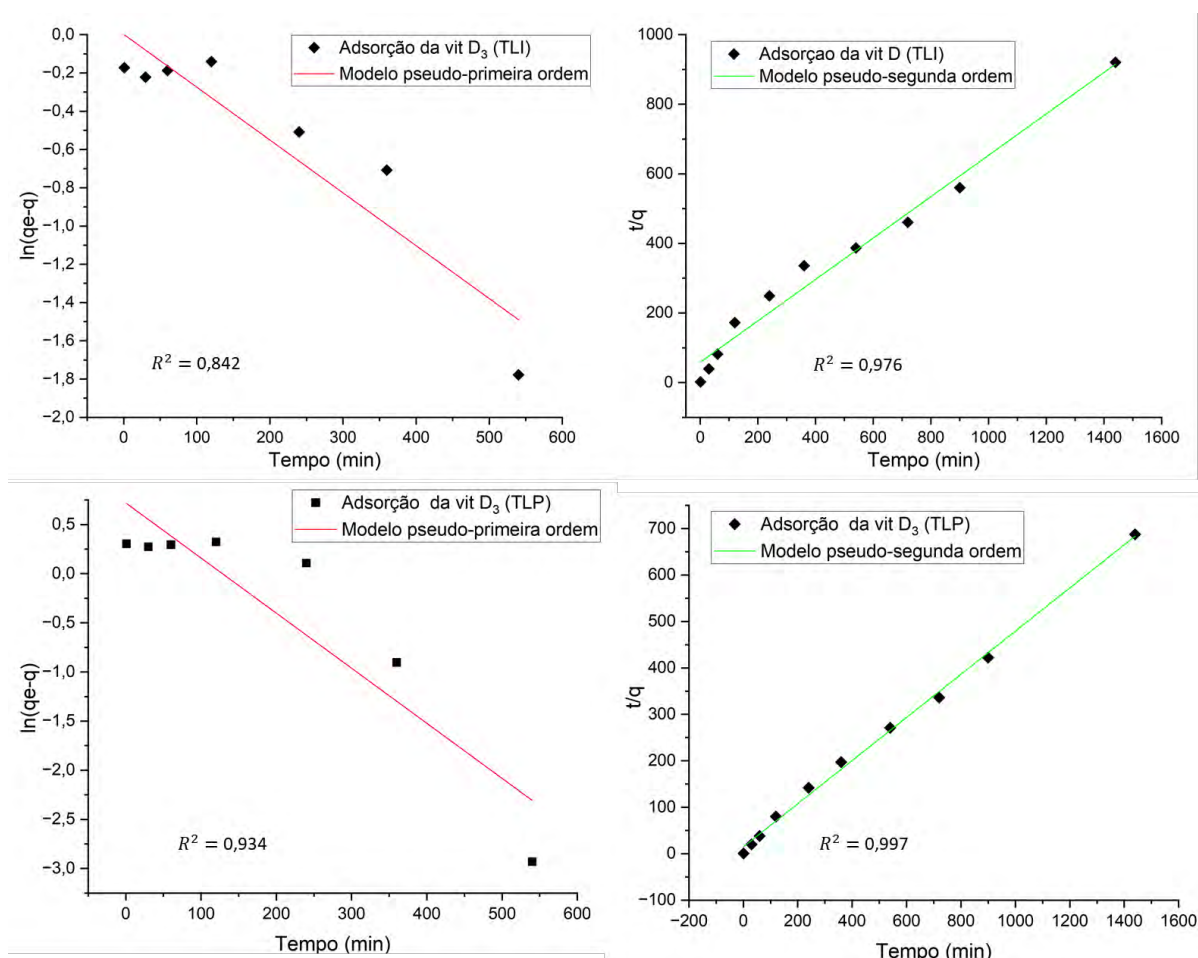 Adsorção da vit D₃ (TLI)
Modelo pseudo-primeira ordem
0,0
−0,2
−0,4
−0,6
−0,8
−1,0
−1,2
−1,4
−1,6
−1,8
−2,0
ln(qe-q)
R² = 0,842
0 100 200 300 400 500 600
Tempo (min)
Adsorçao da vit D (TLI)
Modelo pseudo-segunda ordem
1000
800
600
400
200
0
t/q
R² = 0,976
0 200 400 600 800 1000 1200 1400 1600
Tempo (min)
Adsorção da vit D₃ (TLP)
Modelo pseudo-primeira ordem
0,5
0,0
−0,5
−1,0
−1,5
−2,0
−2,5
−3,0
ln(qe-q)
R² = 0,934
0 100 200 300 400 500 600
Tempo (min)
Adsorção da vit D₃ (TLP)
Modelo pseudo-segunda ordem
700
600
500
400
300
200
100
0
−100
t/q
R² = 0,997
−200 0 200 400 600 800 1000 1200 1400 1600
Tempo (min)